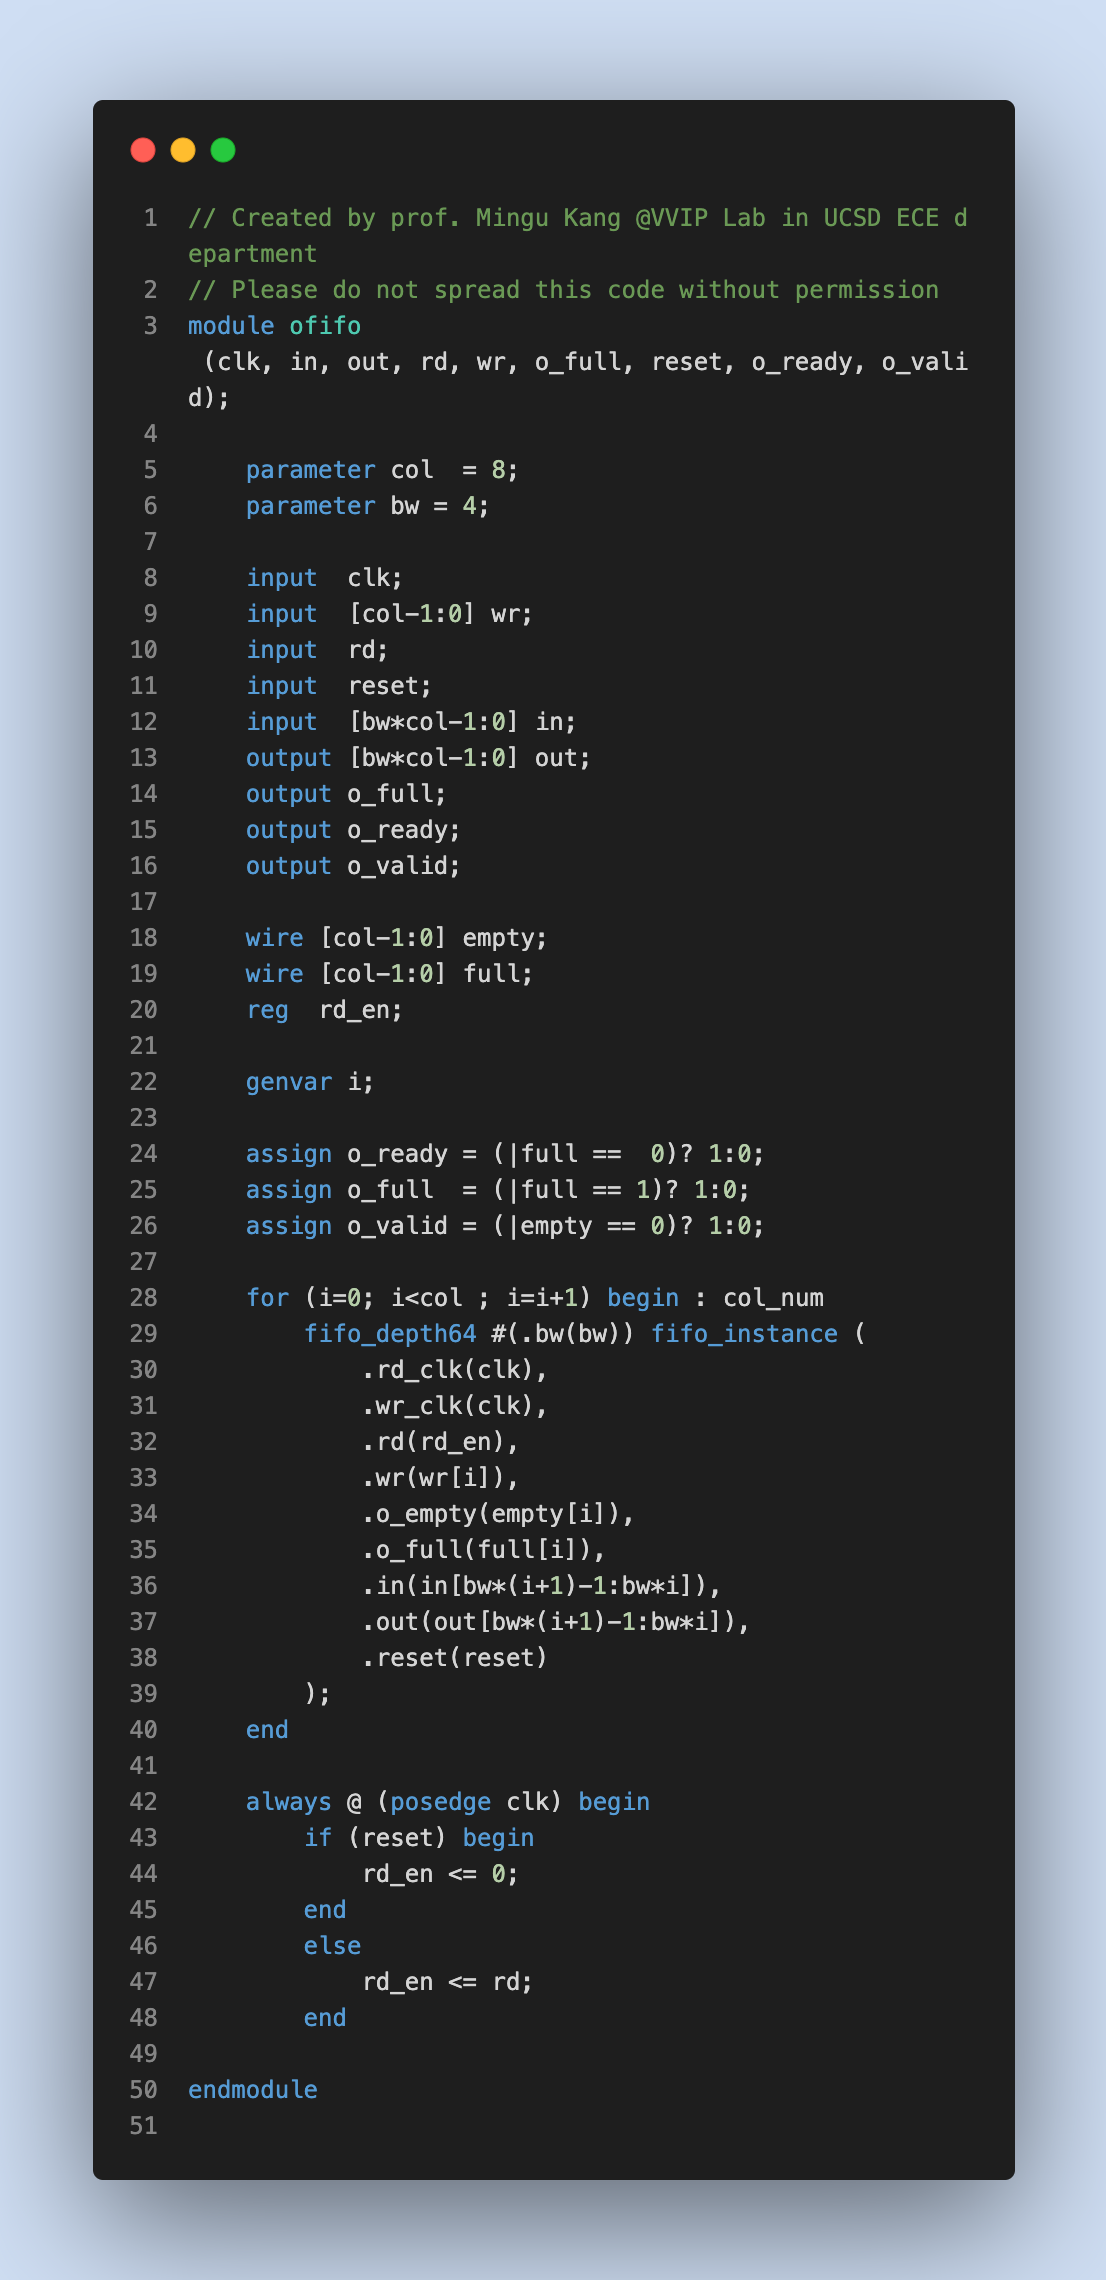 1 // Created by prof. Mingu Kang @VVIP Lab in UCSD ECE d
epartment
2 // Please do not spread this code without permission
3 module ofifo
 (clk, in, out, rd, wr, o_full, reset, o_ready, o_vali
d);
4
5     parameter col  = 8;
6     parameter bw = 4;
7
8     input  clk;
9     input  [col-1:0] wr;
10     input  rd;
11     input  reset;
12     input  [bw*col-1:0] in;
13     output [bw*col-1:0] out;
14     output o_full;
15     output o_ready;
16     output o_valid;
17
18     wire [col-1:0] empty;
19     wire [col-1:0] full;
20     reg  rd_en;
21
22     genvar i;
23
24     assign o_ready = (|full ==  0)? 1:0;
25     assign o_full  = (|full == 1)? 1:0;
26     assign o_valid = (|empty == 0)? 1:0;
27
28     for (i=0; i<col ; i=i+1) begin : col_num
29         fifo_depth64 #(.bw(bw)) fifo_instance (
30             .rd_clk(clk),
31             .wr_clk(clk),
32             .rd(rd_en),
33             .wr(wr[i]),
34             .o_empty(empty[i]),
35             .o_full(full[i]),
36             .in(in[bw*(i+1)-1:bw*i]),
37             .out(out[bw*(i+1)-1:bw*i]),
38             .reset(reset)
39         );
40     end
41
42     always @ (posedge clk) begin
43         if (reset) begin
44             rd_en <= 0;
45         end
46         else
47             rd_en <= rd;
48         end
49
50 endmodule
51